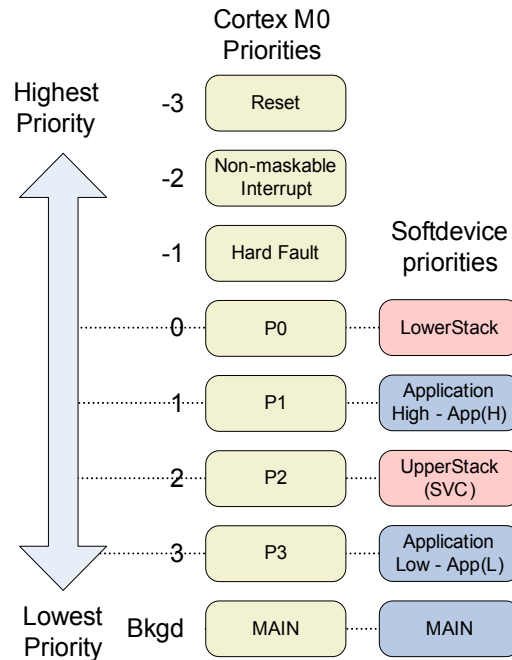 Cortex M0
Priorities
Highest
Priority
-3
Reset
-2
Non-maskable
Interrupt
-1
Hard Fault
Softdevice
priorities
0
P0
LowerStack
1
P1
Application
High - App(H)
2
P2
UpperStack
(SVC)
3
P3
Application
Low - App(L)
Lowest
Priority
Bkgd
MAIN
MAIN